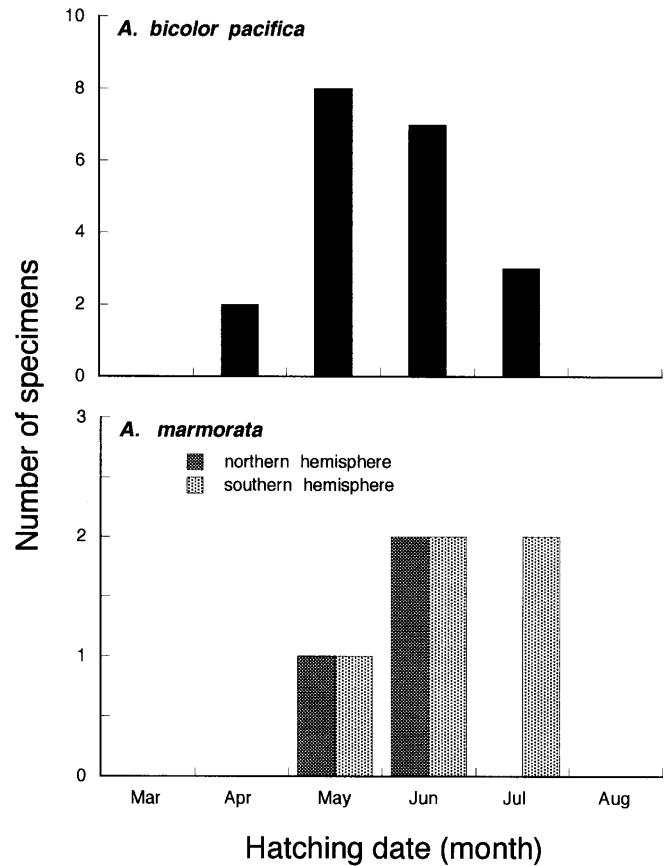 A. bicolor pacifica
10
8
6
4
2
0
Number of specimens
A. marmorata
northern hemisphere
southern hemisphere
3
2
1
0
Mar Apr May Jun Jul Aug
Hatching date (month)